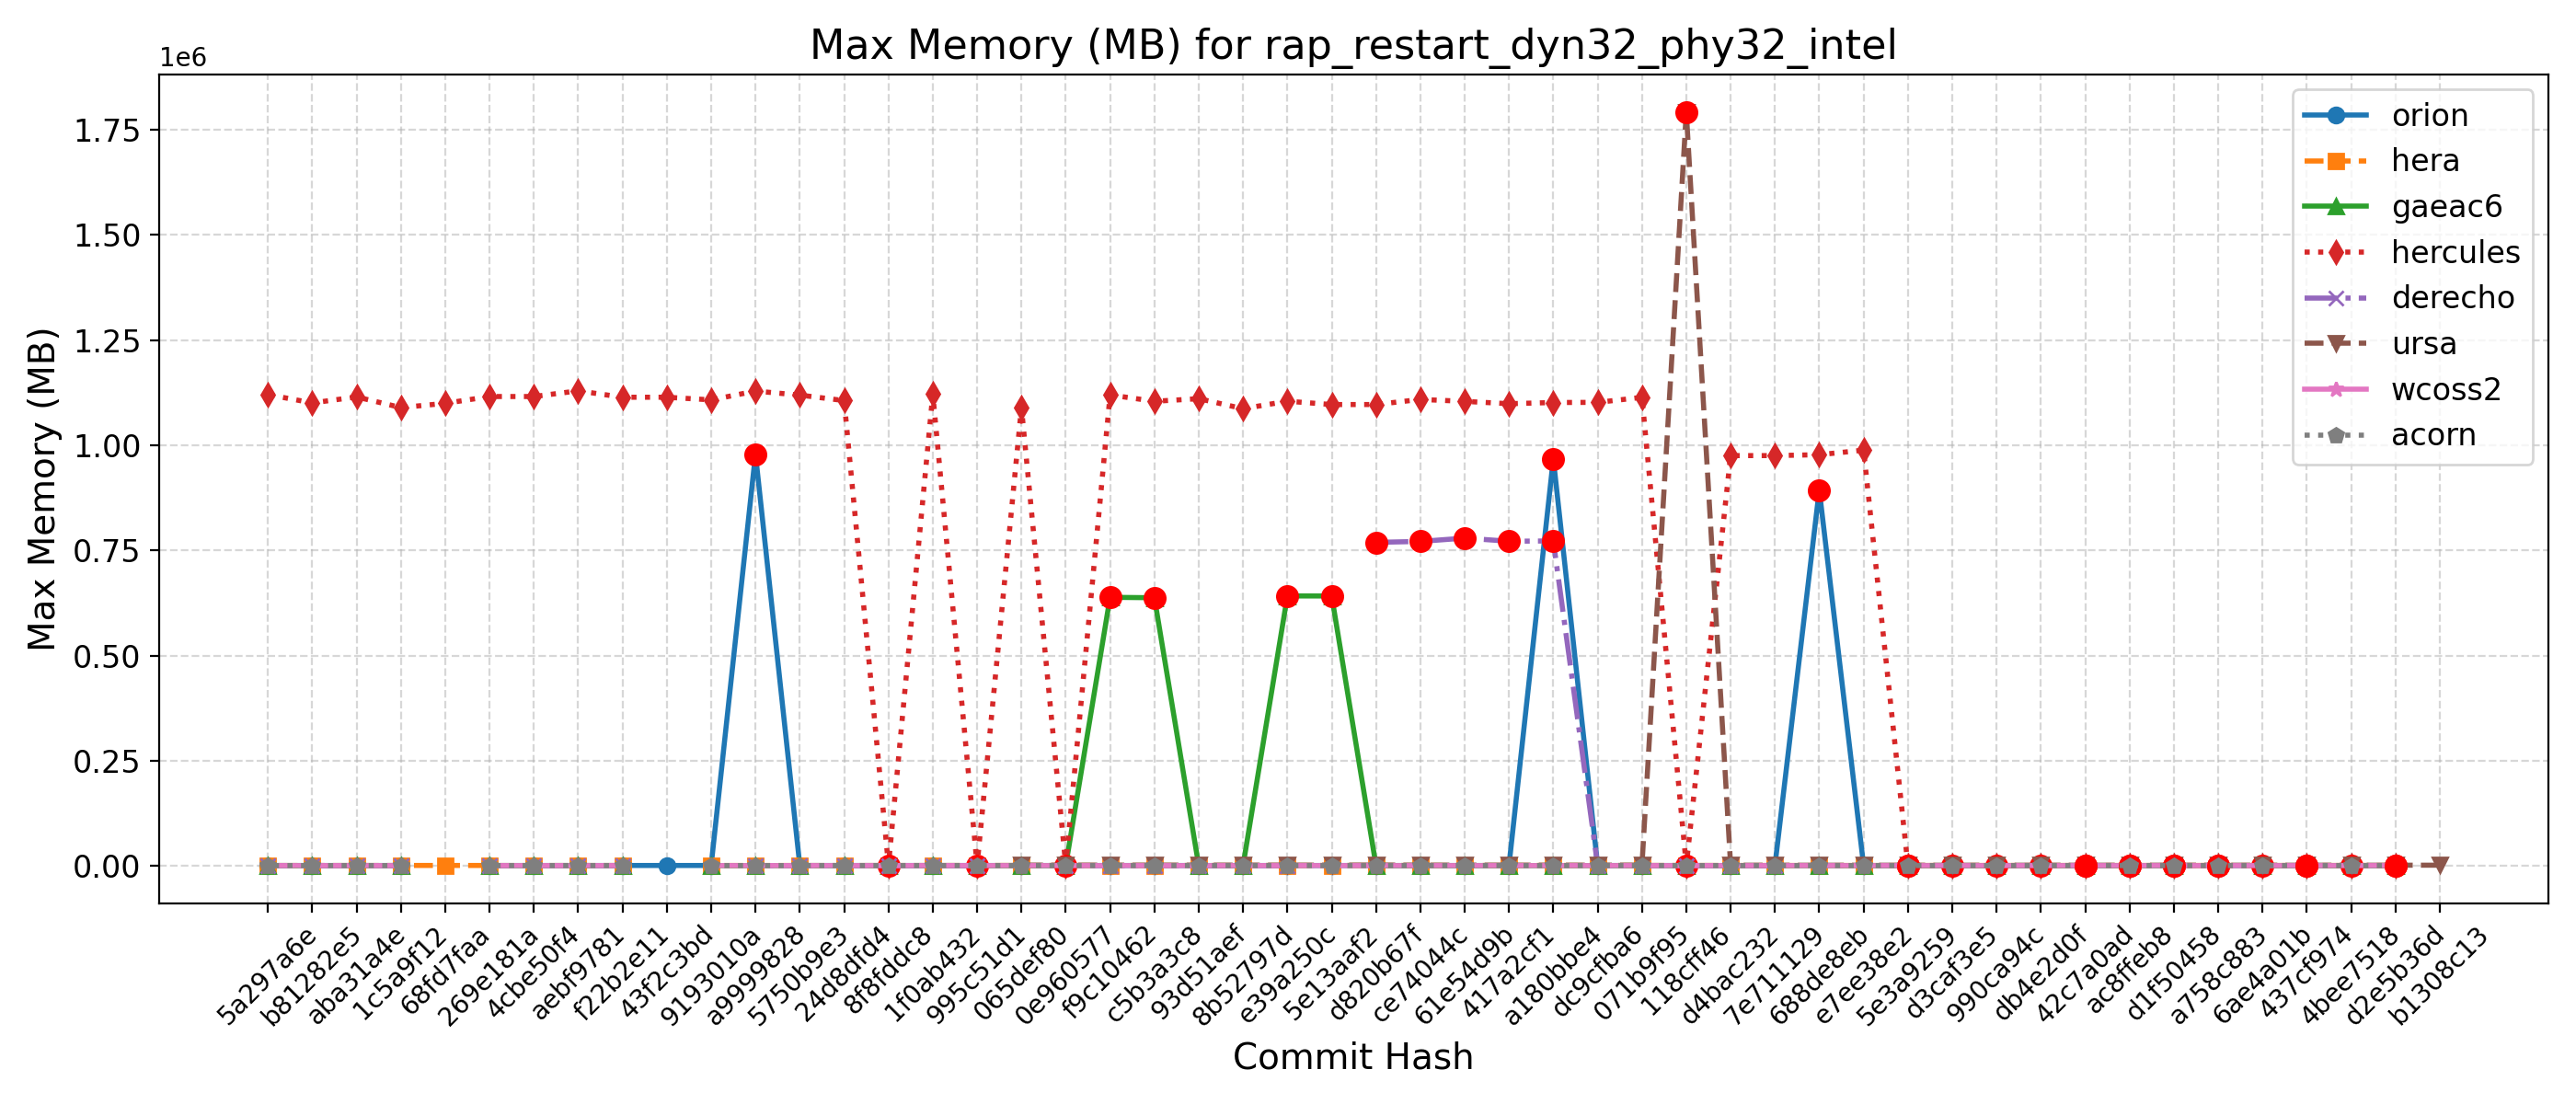 Max Memory (MB) for rap_restart_dyn32_phy32_intel
1e6
1.75
1.50
1.25
1.00
0.75
0.50
0.25
0.00
Max Memory (MB)
orion
hera
gaeac6
hercules
derecho
ursa
wcoss2
acorn
5a297a6e
b81282e5
aba31a4e
1c5a9f12
68fd7faa
269e181a
4cbe50f4
aebf9781
f22b2e11
43f2c3bd
9193010a
a9999828
5750b9e3
24d8dfd4
8f8fddc8
1f0ab432
995c51d1
065def80
0e960577
f9c10462
c5b3a3c8
93d51aef
8b52797d
e39a250c
5e13aaf2
d820b67f
ce74044c
61e54d9b
417a2cf1
a180bbe4
dc9cfba6
071b9f95
118cff46
d4bac232
7e711129
688de8eb
e7ee38e2
5e3a9259
d3caf3e5
990ca94c
db4e2d0f
42c7a0ad
ac8ffeb8
d1f50458
a758c883
6ae4a01b
437cf974
4bee7518
d2e5b36d
b1308c13
Commit Hash